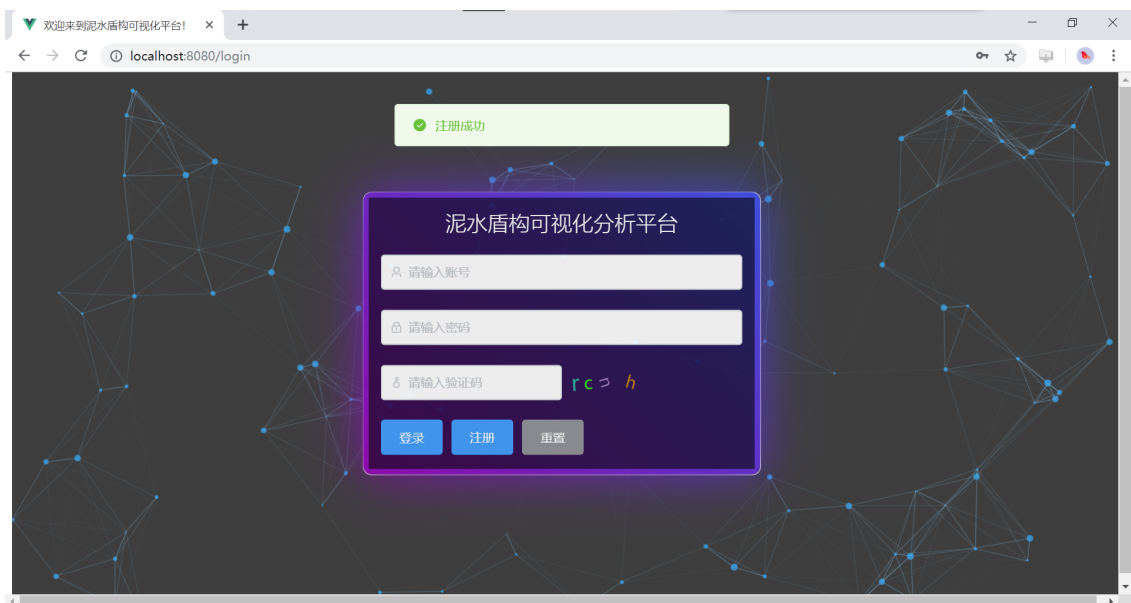 欢迎来到泥水盾构可视化平台!
localhost:8080/login
注册成功
泥水盾构可视化分析平台
请输入账号
请输入密码
请输入验证码 r c h
登录 注册 重置